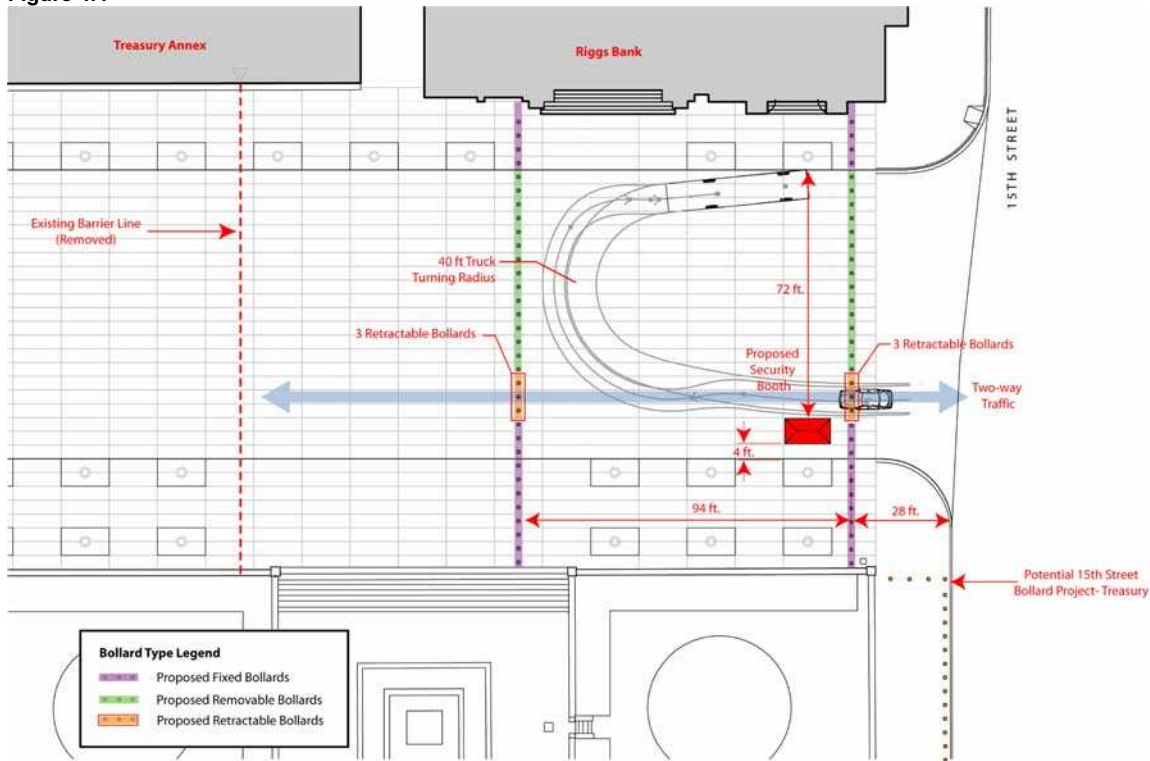 Treasury Annex
Riggs Bank
15TH STREET
Existing Barrier Line
(Removed)
40 ft Truck
Turning Radius
72 ft.
3 Retractable Bollards
3 Retractable Bollards
Proposed
Security
Booth
Two-way
Traffic
4 ft.
94 ft.
28 ft.
Potential 15th Street
Bollard Project- Treasury
Bollard Type Legend
Proposed Fixed Bollards
Proposed Removable Bollards
Proposed Retractable Bollards